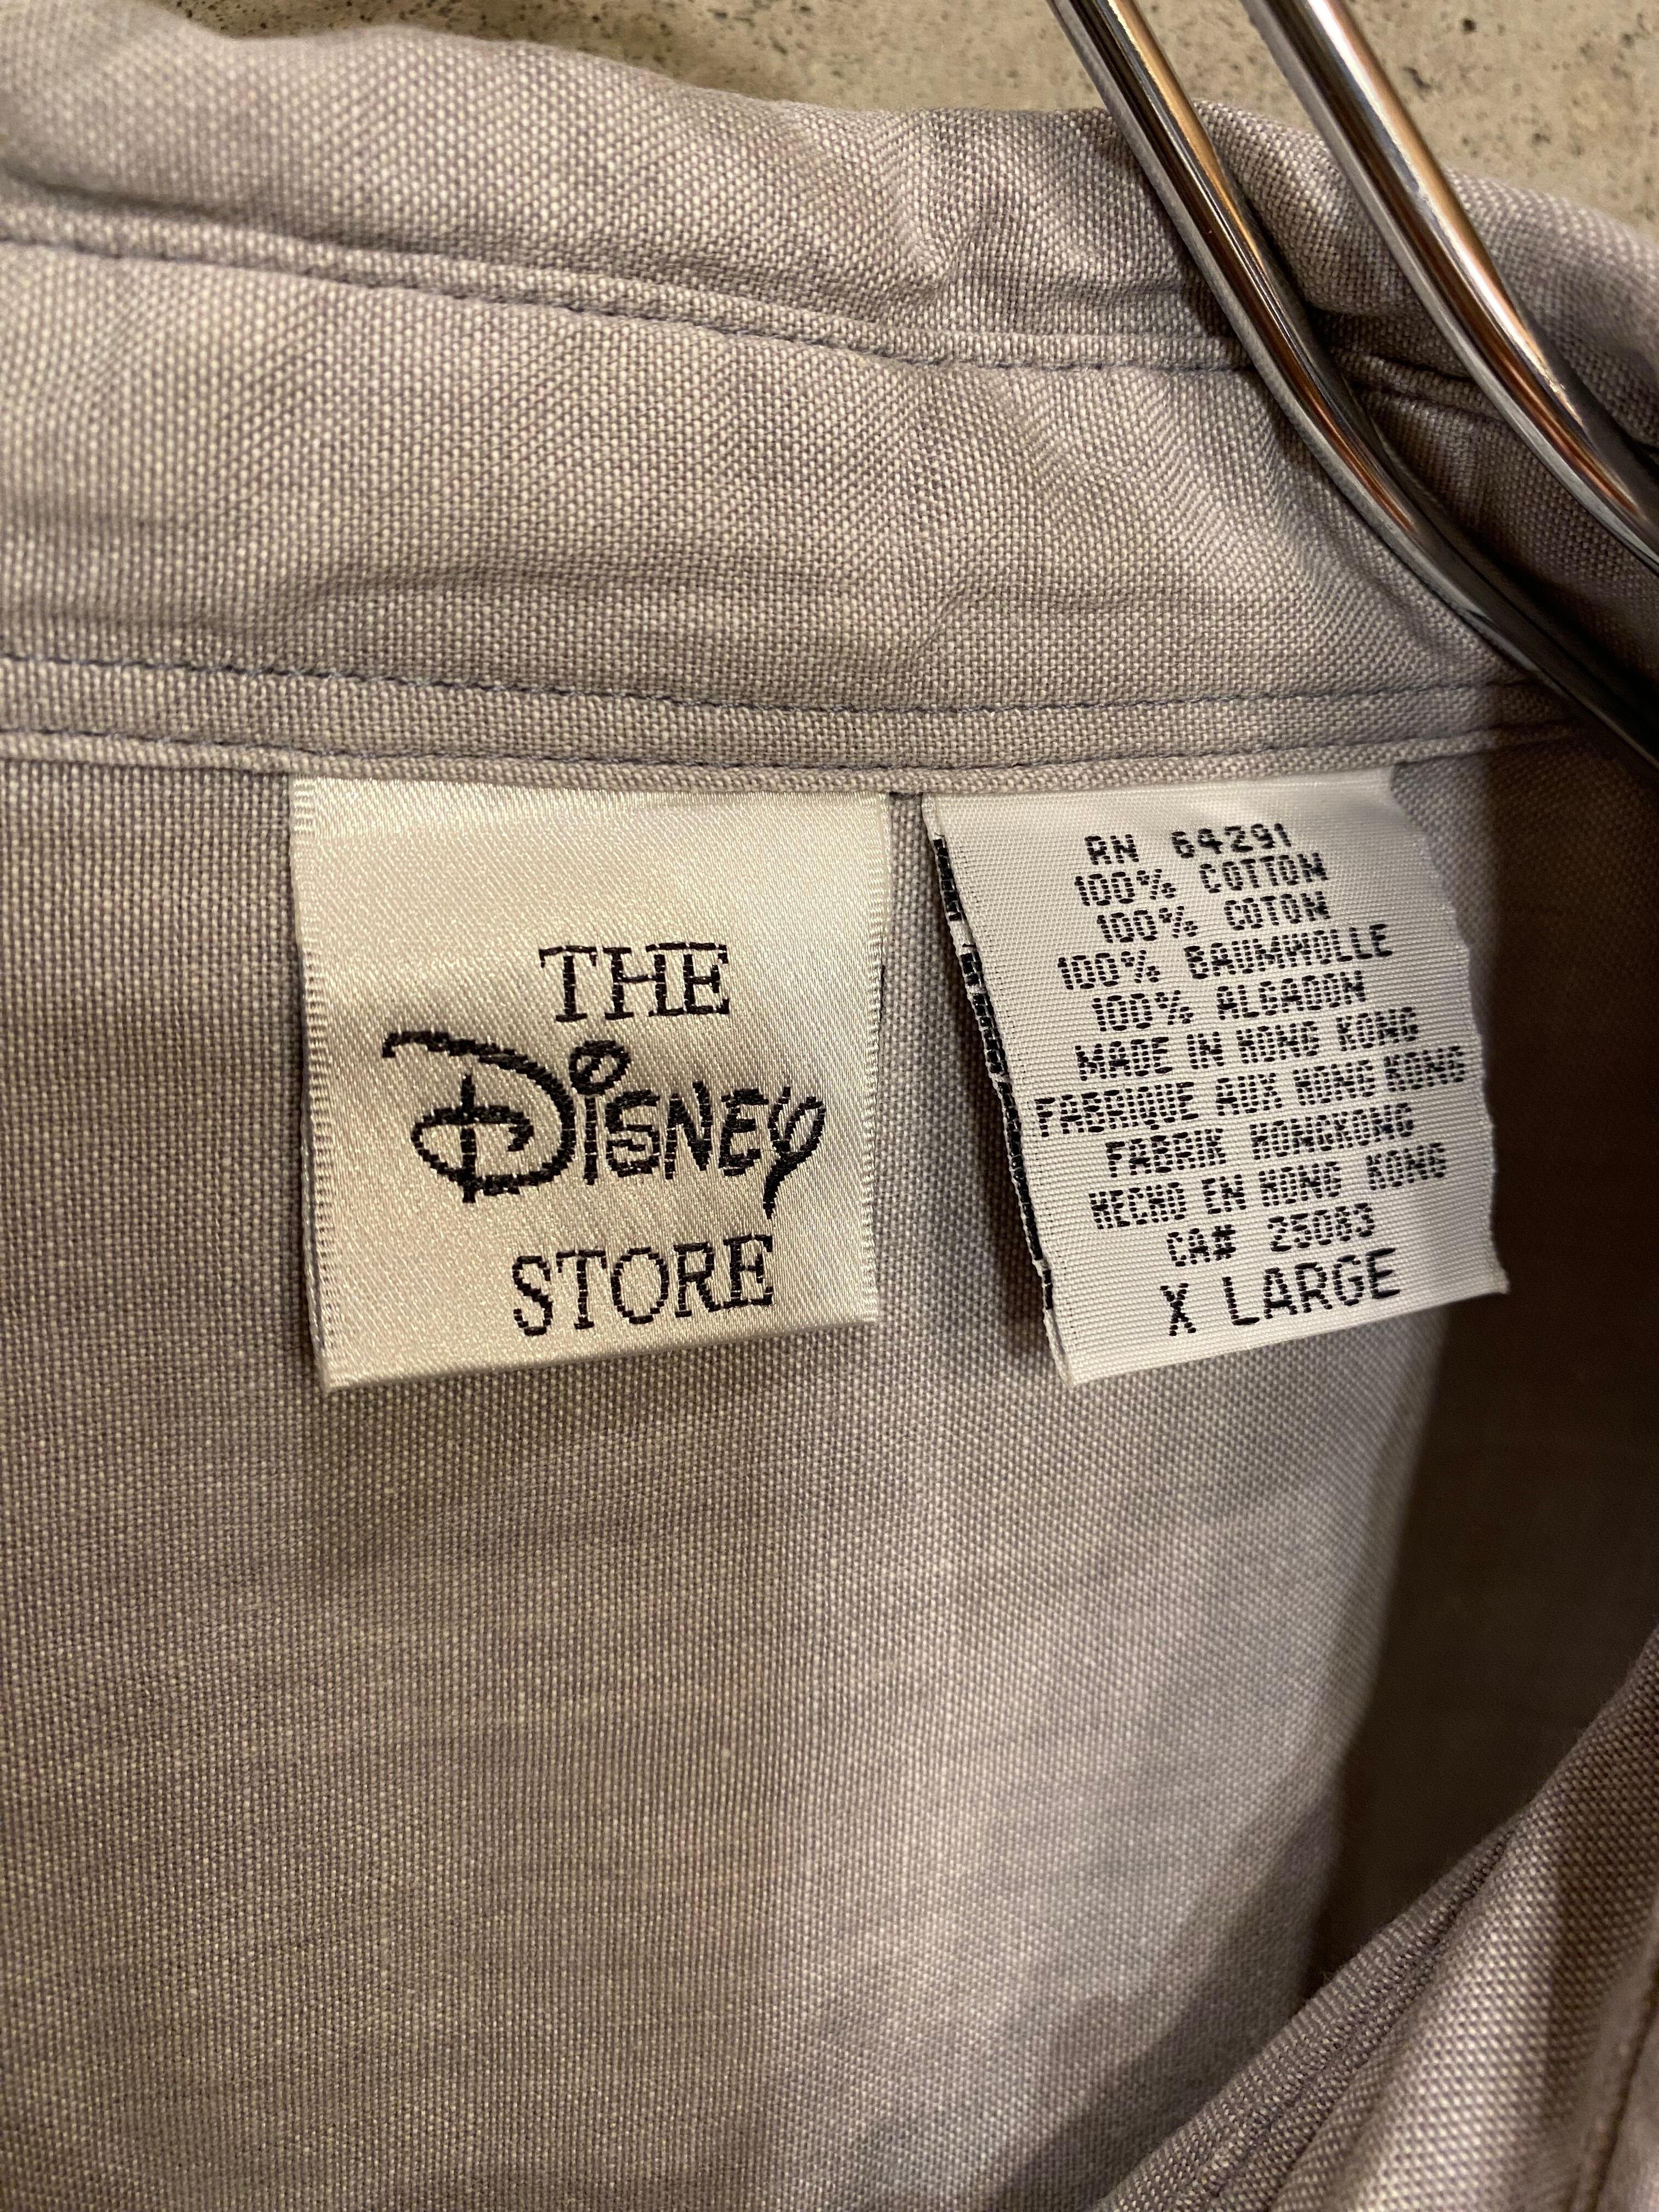 THE
DISNEY
STORE
RN 64291
100% COTTON
100% COTON
100% BAUMWOLLE
100% ALGADON
MADE IN HONG KONG
FABRIQUE AUX HONG KONG
FABRIK HONGKONG
HECHO EN HONG KONG
CA# 25083
X LARGE